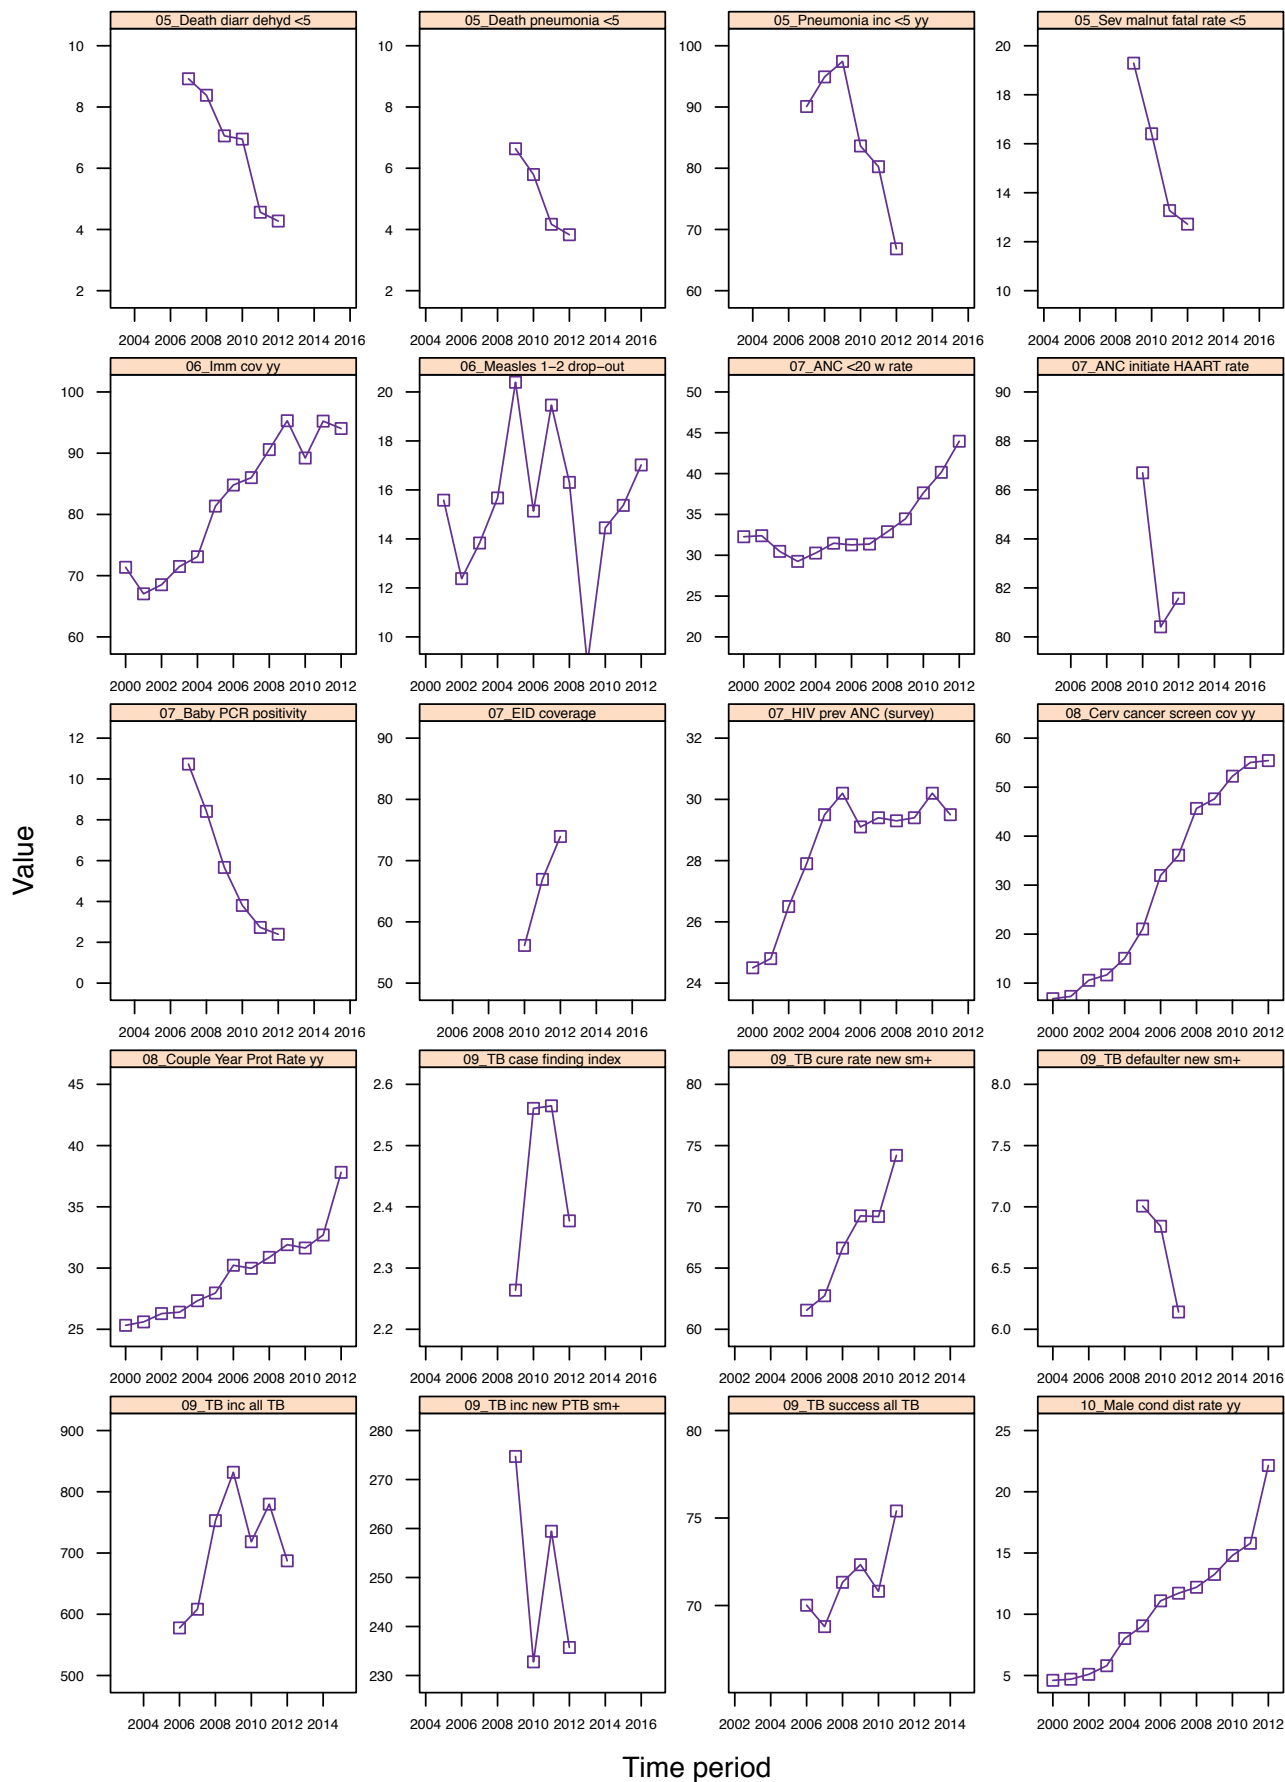 05_Death diarr dehyd <5
05_Death pneumonia <5
05_Pneumonia inc <5 yy
05_Sev malnut fatal rate <5
10
8
6
4
2
10
8
6
4
2
100
90
80
70
60
20
18
16
14
12
10
2004 2006 2008 2010 2012 2014 2016
2004 2006 2008 2010 2012 2014 2016
2004 2006 2008 2010 2012 2014 2016
2004 2006 2008 2010 2012 2014 2016
06_Imm cov yy
06_Measles 1−2 drop−out
07_ANC <20 w rate
07_ANC initiate HAART rate
100
90
80
70
60
20
18
16
14
12
10
50
45
40
35
30
25
20
90
88
86
84
82
80
2000 2002 2004 2006 2008 2010 2012
2000 2002 2004 2006 2008 2010 2012
2000 2002 2004 2006 2008 2010 2012
2006 2008 2010 2012 2014 2016
07_Baby PCR positivity
07_EID coverage
07_HIV prev ANC (survey)
08_Cerv cancer screen cov yy
12
10
8
6
4
2
0
90
80
70
60
50
32
30
28
26
24
60
50
40
30
20
10
2004 2006 2008 2010 2012 2014 2016
2006 2008 2010 2012 2014 2016
2000 2002 2004 2006 2008 2010 2012
2000 2002 2004 2006 2008 2010 2012
Value
08_Couple Year Prot Rate yy
09_TB case finding index
09_TB cure rate new sm+
09_TB defaulter new sm+
45
40
35
30
25
2.6
2.5
2.4
2.3
2.2
80
75
70
65
60
8.0
7.5
7.0
6.5
6.0
2000 2002 2004 2006 2008 2010 2012
2004 2006 2008 2010 2012 2014 2016
2002 2004 2006 2008 2010 2012 2014
2004 2006 2008 2010 2012 2014 2016
09_TB inc all TB
09_TB inc new PTB sm+
09_TB success all TB
10_Male cond dist rate yy
900
800
700
600
500
280
270
260
250
240
230
80
75
70
25
20
15
10
5
2004 2006 2008 2010 2012 2014
2004 2006 2008 2010 2012 2014 2016
2002 2004 2006 2008 2010 2012 2014
2000 2002 2004 2006 2008 2010 2012
Time period